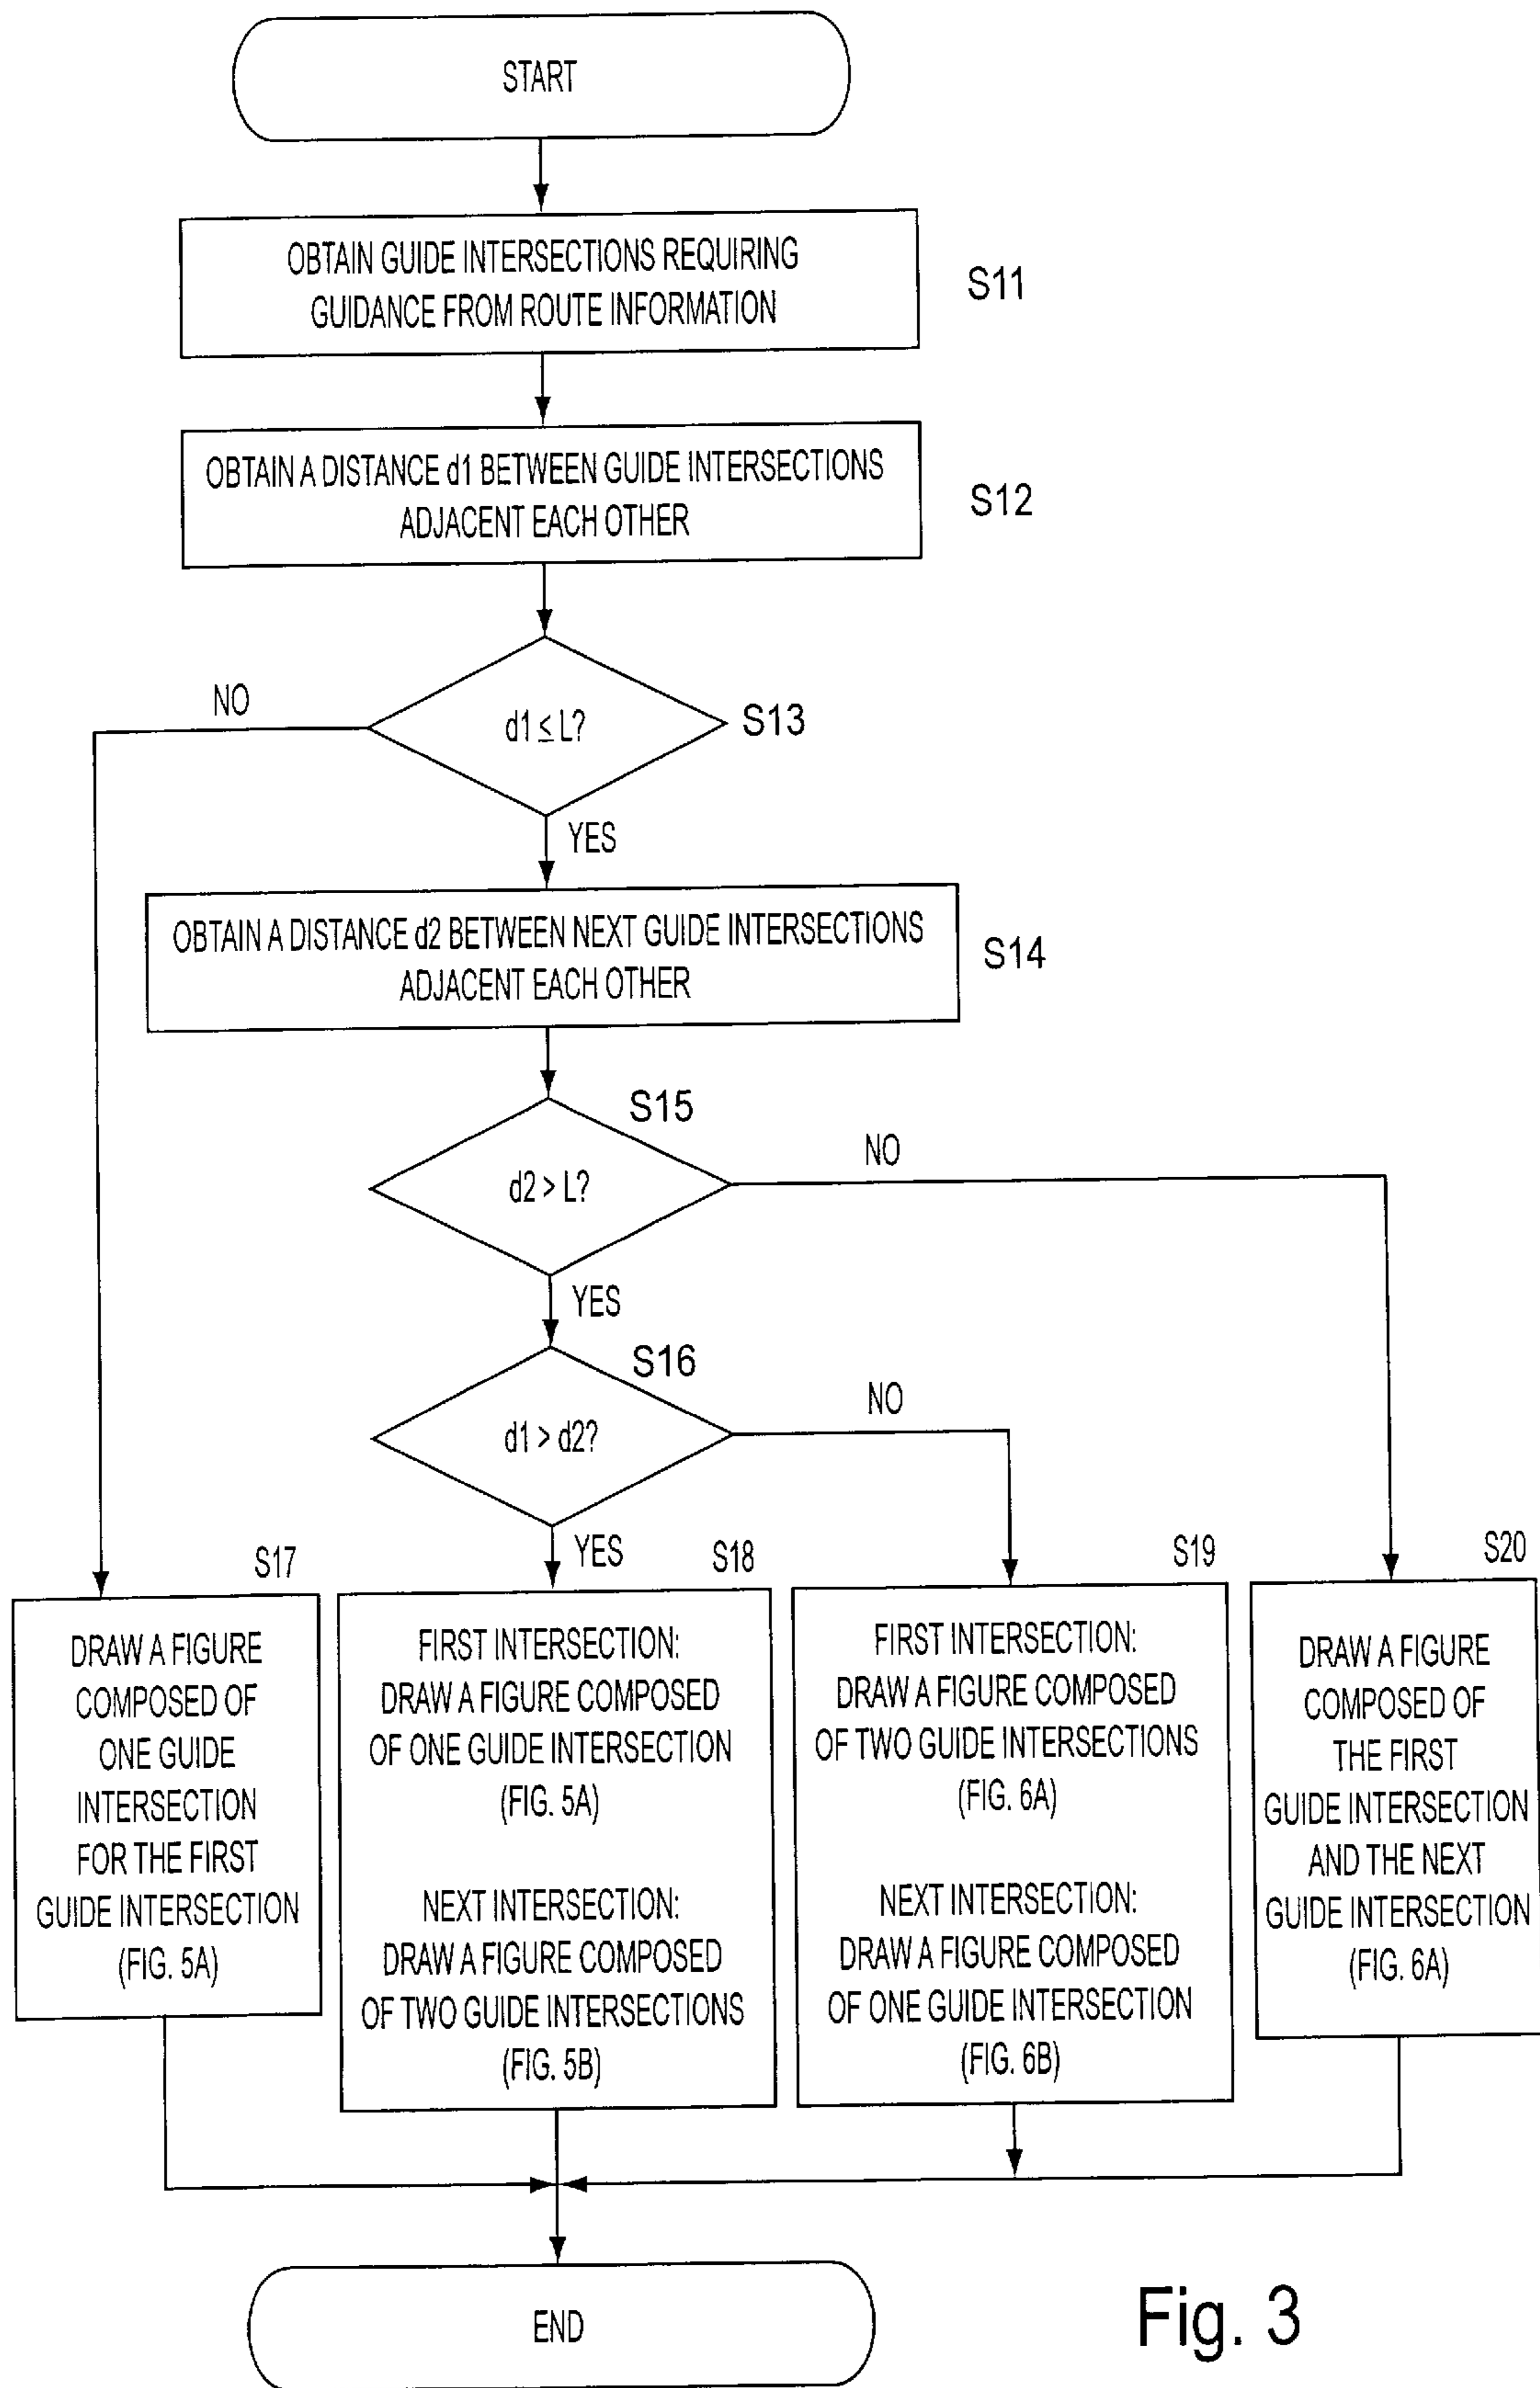 START
OBTAIN GUIDE INTERSECTIONS REQUIRING
GUIDANCE FROM ROUTE INFORMATION
S11
OBTAIN A DISTANCE d1 BETWEEN GUIDE INTERSECTIONS
ADJACENT EACH OTHER
S12
NO
d1 ≤ L?
S13
YES
OBTAIN A DISTANCE d2 BETWEEN NEXT GUIDE INTERSECTIONS
ADJACENT EACH OTHER
S14
S15
d2 > L?
NO
YES
S16
d1 > d2?
NO
YES
S17
DRAW A FIGURE
COMPOSED OF
ONE GUIDE
INTERSECTION
FOR THE FIRST
GUIDE INTERSECTION
(FIG. 5A)
S18
FIRST INTERSECTION:
DRAW A FIGURE COMPOSED
OF ONE GUIDE INTERSECTION
(FIG. 5A)
NEXT INTERSECTION:
DRAW A FIGURE COMPOSED
OF TWO GUIDE INTERSECTIONS
(FIG. 5B)
S19
FIRST INTERSECTION:
DRAW A FIGURE COMPOSED
OF TWO GUIDE INTERSECTIONS
(FIG. 6A)
NEXT INTERSECTION:
DRAW A FIGURE COMPOSED
OF ONE GUIDE INTERSECTION
(FIG. 6B)
S20
DRAW A FIGURE
COMPOSED OF
THE FIRST
GUIDE INTERSECTION
AND THE NEXT
GUIDE INTERSECTION
(FIG. 6A)
END
Fig. 3